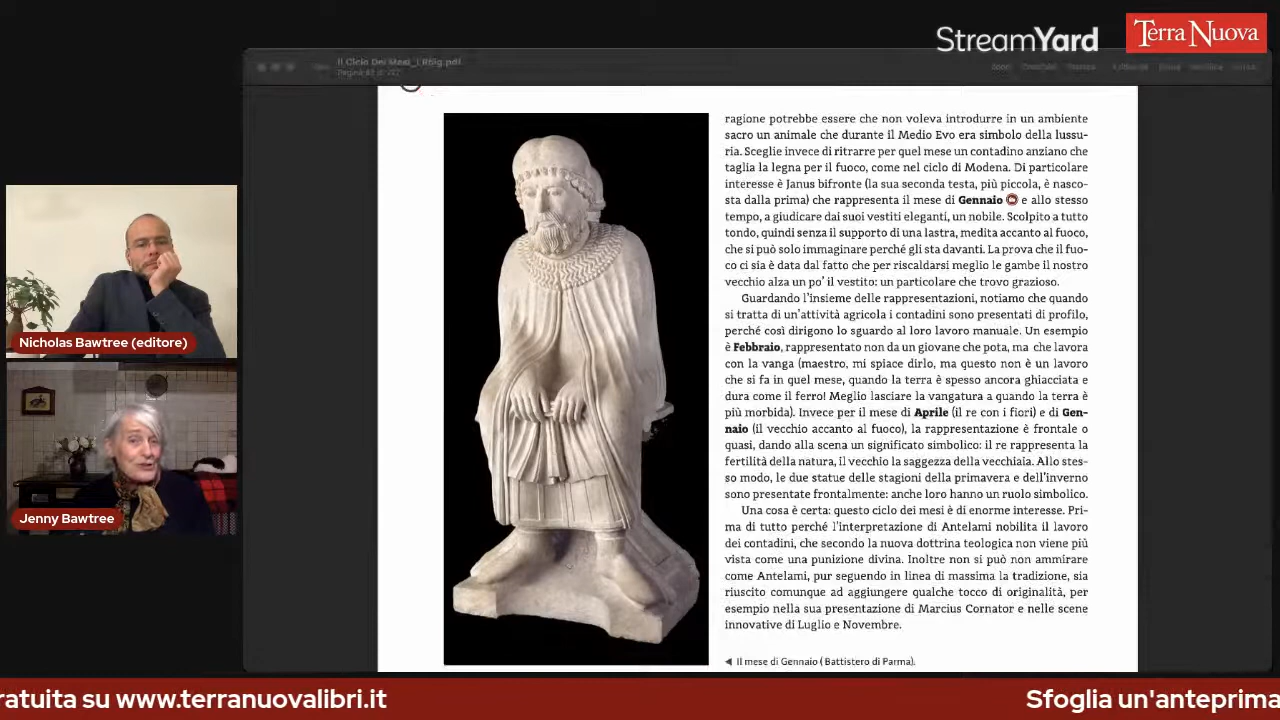 StreamYard
Terra Nuova
Il Ciclo Dei Mesi_I RSig.pdf
ragione potrebbe essere che non voleva introdurre in un ambiente
sacro un animale che durante il Medio Evo era simbolo della lussu-
ria. Sceglie invece di ritrarre per quel mese un contadino anziano che
taglia la legna per il fuoco, come nel ciclo di Modena. Di particolare
interesse è Janus bifronte (la sua seconda testa, più piccola, è nasco-
sta dalla prima) che rappresenta il mese di Gennaio e allo stesso
tempo, a giudicare dai suoi vestiti eleganti, un nobile. Scolpito a tutto
tondo, quindi senza il supporto di una lastra, medita accanto al fuoco,
che si può solo immaginare perché gli sta davanti. La prova che il fuo-
co ci sia è data dal fatto che per riscaldarsi meglio le gambe il nostro
vecchio alza un po' il vestito: un particolare che trovo grazioso.
Guardando l'insieme delle rappresentazioni, notiamo che quando
si tratta di un'attività agricola i contadini sono presentati di profilo,
perché così dirigono lo sguardo al loro lavoro manuale. Un esempio
è Febbraio, rappresentato non da un giovane che pota, ma che lavora
con la vanga (maestro, mi spiace dirlo, ma questo non è un lavoro
che si fa in quel mese, quando la terra è spesso ancora ghiacciata e
dura come il ferro! Meglio lasciare la vangatura a quando la terra è
più morbida). Invece per il mese di Aprile (il re con i fiori) e di Gen-
naio (il vecchio accanto al fuoco), la rappresentazione è frontale o
quasi, dando alla scena un significato simbolico: il re rappresenta la
fertilità della natura, il vecchio la saggezza della vecchiaia. Allo stes-
so modo, le due statue delle stagioni della primavera e dell'inverno
sono presentate frontalmente: anche loro hanno un ruolo simbolico.
Una cosa è certa: questo ciclo dei mesi è di enorme interesse. Pri-
ma di tutto perché l'interpretazione di Antelami nobilita il lavoro
dei contadini, che secondo la nuova dottrina teologica non viene più
vista come una punizione divina. Inoltre non si può non ammirare
come Antelami, pur seguendo in linea di massima la tradizione, sia
riuscito comunque ad aggiungere qualche tocco di originalità, per
esempio nella sua presentazione di Marcius Cornator e nelle scene
innovative di Luglio e Novembre.
◀ Il mese di Gennaio (Battistero di Parma).
Nicholas Bawtree (editore)
Jenny Bawtree
ratuita su www.terranuovalibri.it
Sfoglia un'anteprima